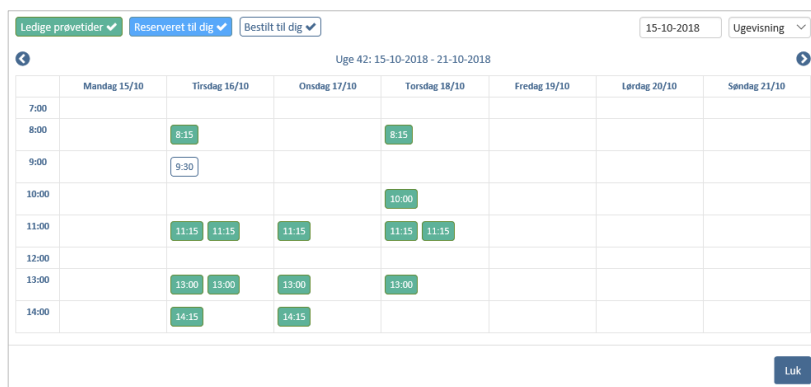 Ledige prøvetider ✔ Reserveret til dig ✔ Bestilt til dig ✔ 15-10-2018 Ugevisning
Uge 42: 15-10-2018 - 21-10-2018
Mandag 15/10 Tirsdag 16/10 Onsdag 17/10 Torsdag 18/10 Fredag 19/10 Lørdag 20/10 Søndag 21/10
7:00
8:00 8:15 8:15
9:00 9:30
10:00 10:00
11:00 11:15 11:15 11:15 11:15 11:15
12:00
13:00 13:00 13:00 13:00 13:00
14:00 14:15 14:15
Luk